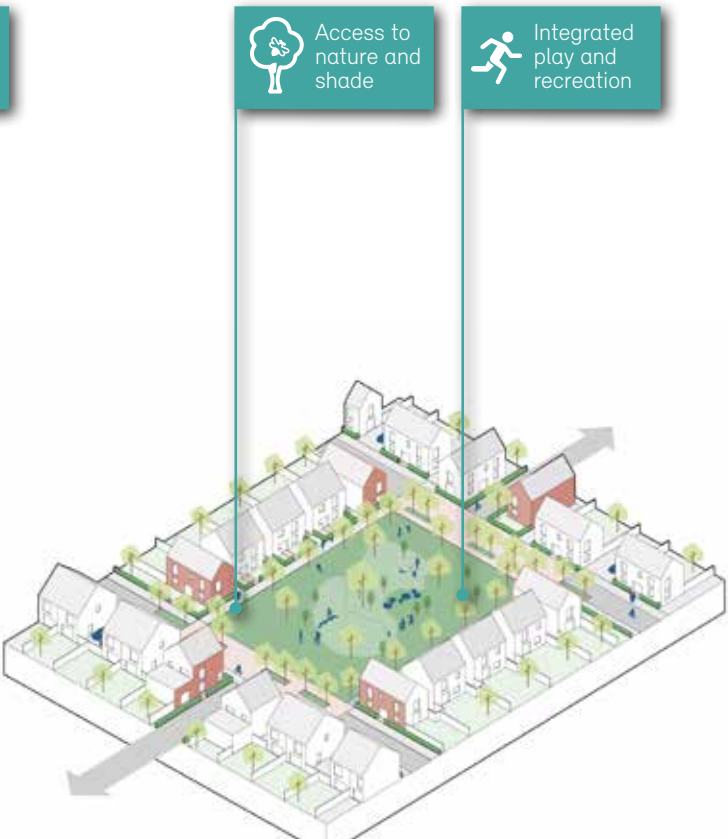 Access to
nature and
shade
Integrated
play and
recreation